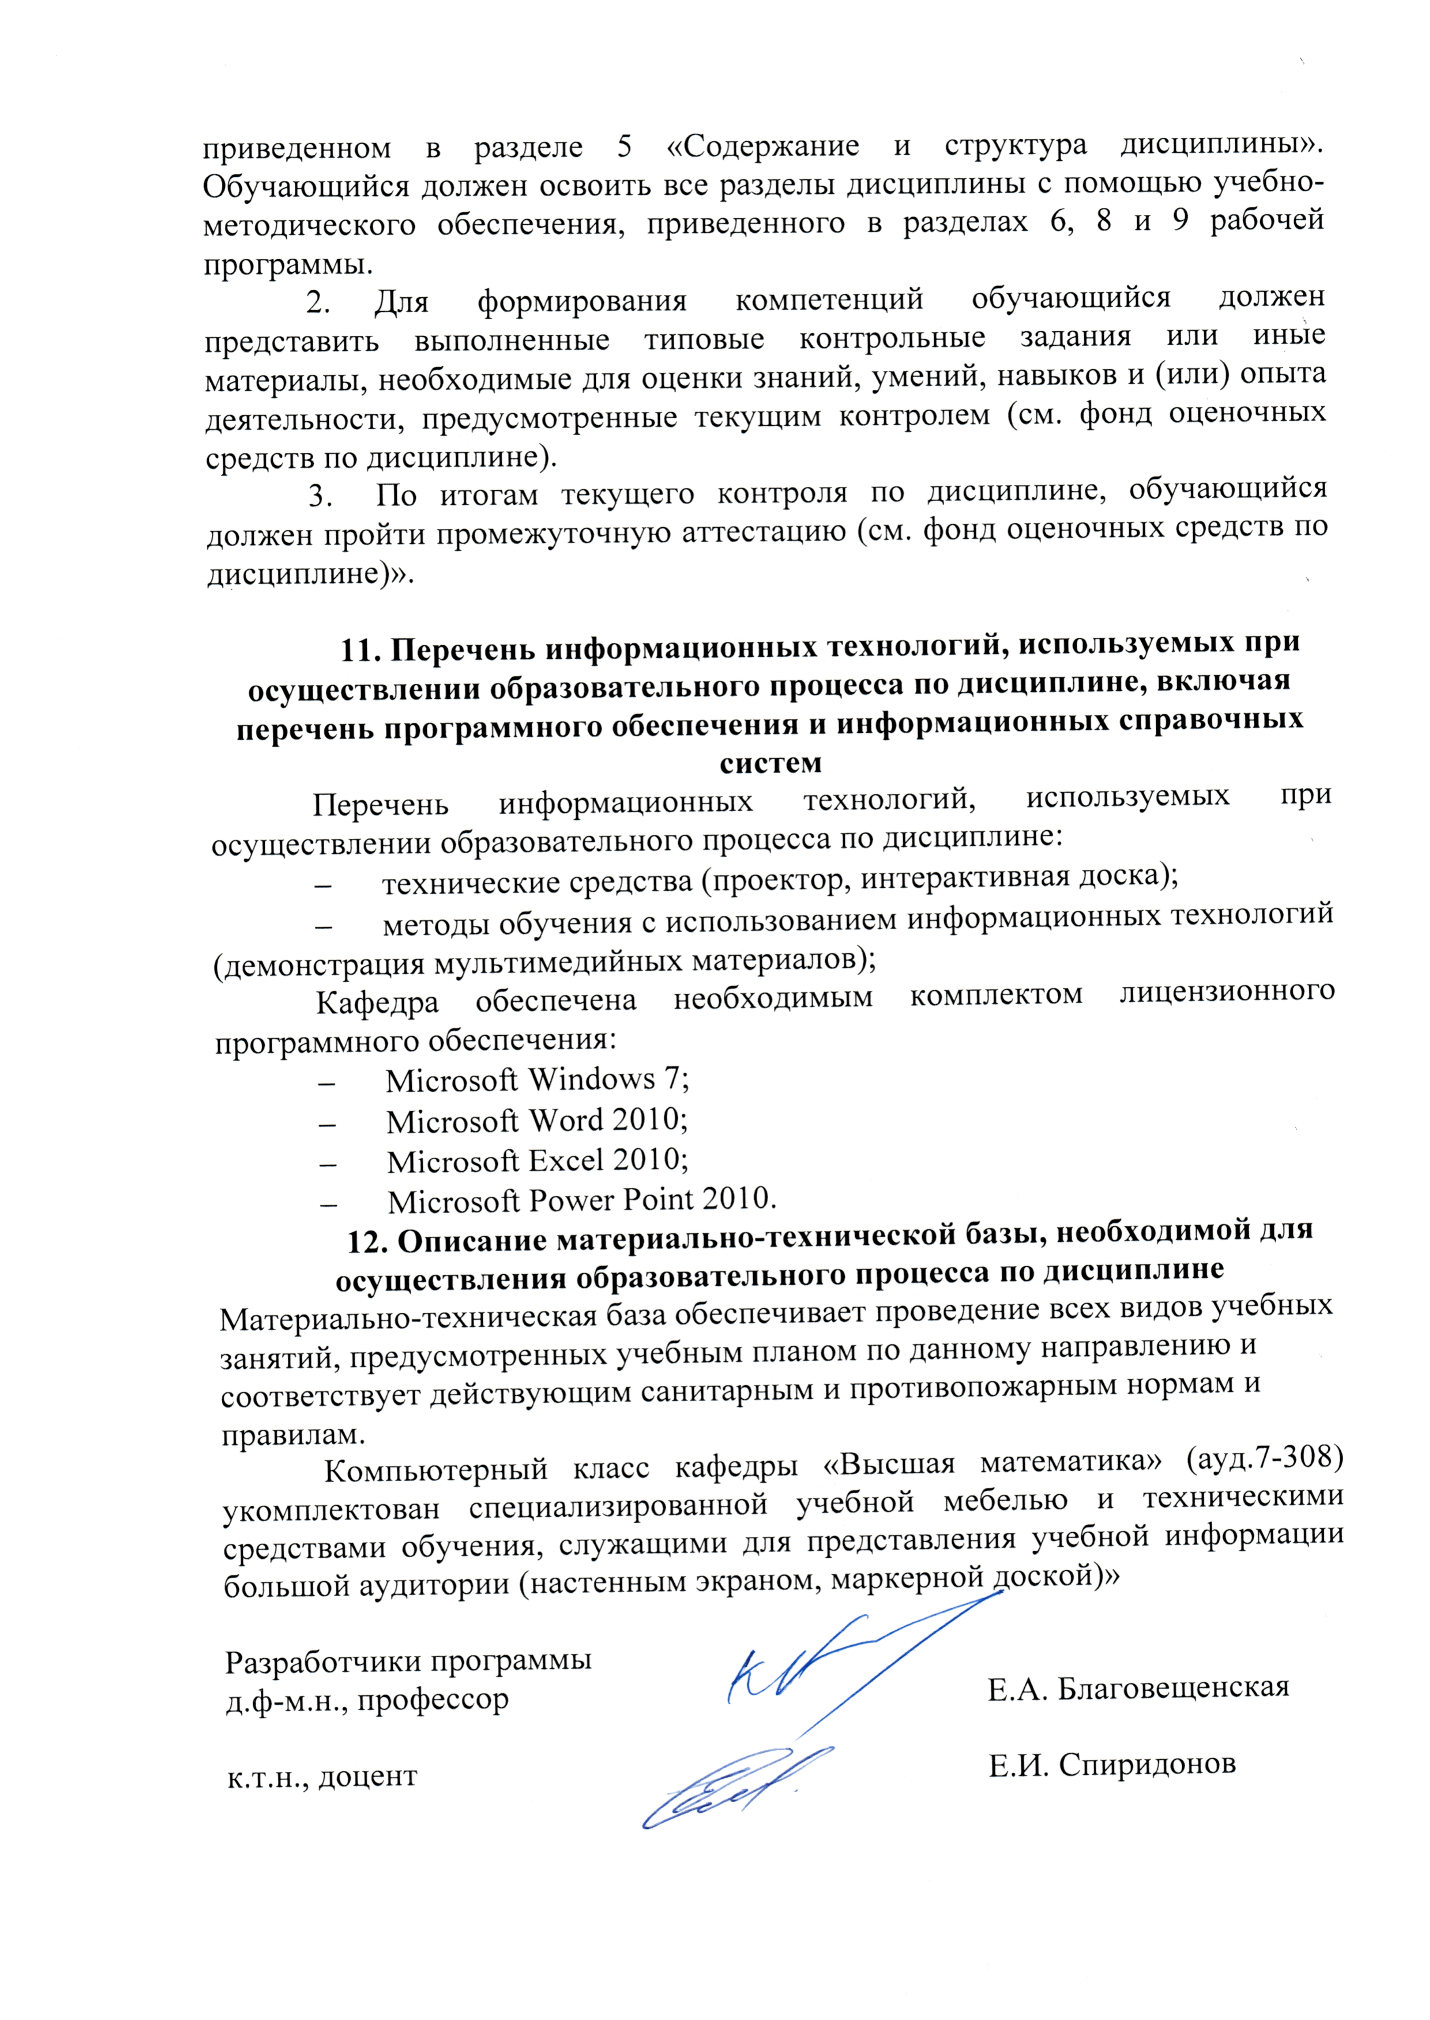 приведенном в разделе 5 «Содержание и структура дисциплины».
Обучающийся должен освоить все разделы дисциплины с помощью учебно-
методического обеспечения, приведенного в разделах 6, 8 и 9 рабочей
программы.
2. Для формирования компетенций обучающийся должен
представить выполненные типовые контрольные задания или иные
материалы, необходимые для оценки знаний, умений, навыков и (или) опыта
деятельности, предусмотренные текущим контролем (см. фонд оценочных
средств по дисциплине).
3. По итогам текущего контроля по дисциплине, обучающийся
должен пройти промежуточную аттестацию (см. фонд оценочных средств по
дисциплине)».
11. Перечень информационных технологий, используемых при
осуществлении образовательного процесса по дисциплине, включая
перечень программного обеспечения и информационных справочных
систем
Перечень информационных технологий, используемых при
осуществлении образовательного процесса по дисциплине:
– технические средства (проектор, интерактивная доска);
– методы обучения с использованием информационных технологий
(демонстрация мультимедийных материалов);
Кафедра обеспечена необходимым комплектом лицензионного
программного обеспечения:
– Microsoft Windows 7;
– Microsoft Word 2010;
– Microsoft Excel 2010;
– Microsoft Power Point 2010.
12. Описание материально-технической базы, необходимой для
осуществления образовательного процесса по дисциплине
Материально-техническая база обеспечивает проведение всех видов учебных
занятий, предусмотренных учебным планом по данному направлению и
соответствует действующим санитарным и противопожарным нормам и
правилам.
Компьютерный класс кафедры «Высшая математика» (ауд.7-308)
укомплектован специализированной учебной мебелью и техническими
средствами обучения, служащими для представления учебной информации
большой аудитории (настенным экраном, маркерной доской)»
Разработчики программы
д.ф-м.н., профессор Е.А. Благовещенская
к.т.н., доцент Е.И. Спиридонов